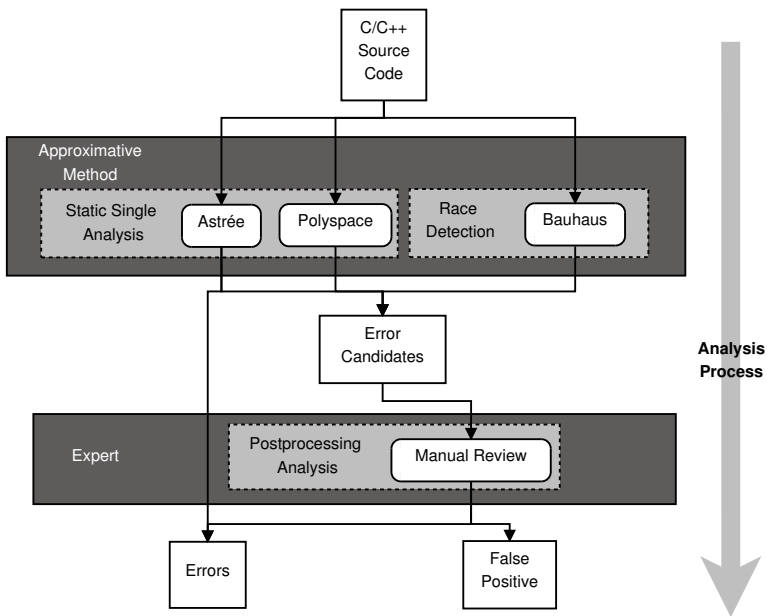 C/C++
Source
Code
Approximative
Method
Static Single
Analysis
Astrée
Polyspace
Race
Detection
Bauhaus
Error
Candidates
Analysis
Process
Expert
Postprocessing
Analysis
Manual Review
Errors
False
Positive